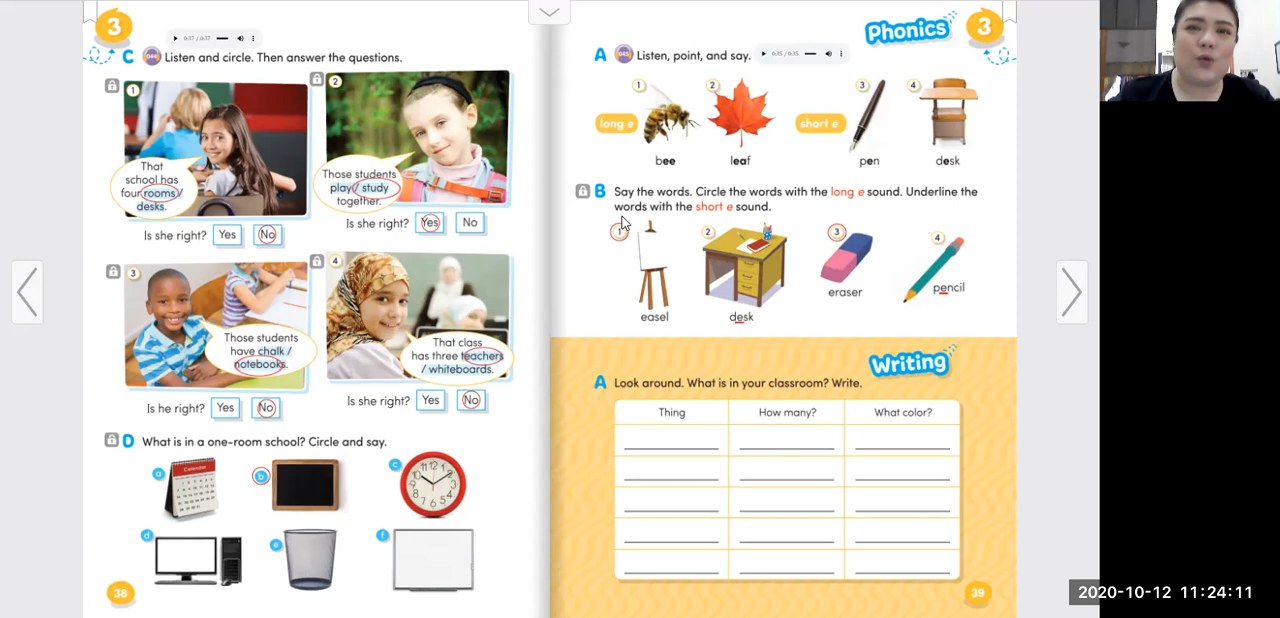 3
0:37 / 0:37
C D44 Listen and circle. Then answer the questions.
1
That
school has
four rooms /
desks.
Is she right? Yes No
2
Those students
play / study
together.
Is she right? Yes No
3
Those students
have chalk /
notebooks.
Is he right? Yes No
4
That class
has three teachers
/ whiteboards.
Is she right? Yes No
D What is in a one-room school? Circle and say.
a
Calendar
b
c
d
e
f
38
Phonics 3
A Listen, point, and say.
long e
1
bee
2
leaf
short e
3
pen
4
desk
B Say the words. Circle the words with the long e sound. Underline the
words with the short e sound.
1
easel
2
desk
3
eraser
4
pencil
Writing
A Look around. What is in your classroom? Write.
Thing How many? What color?
39
2020-10-12 11:24:11